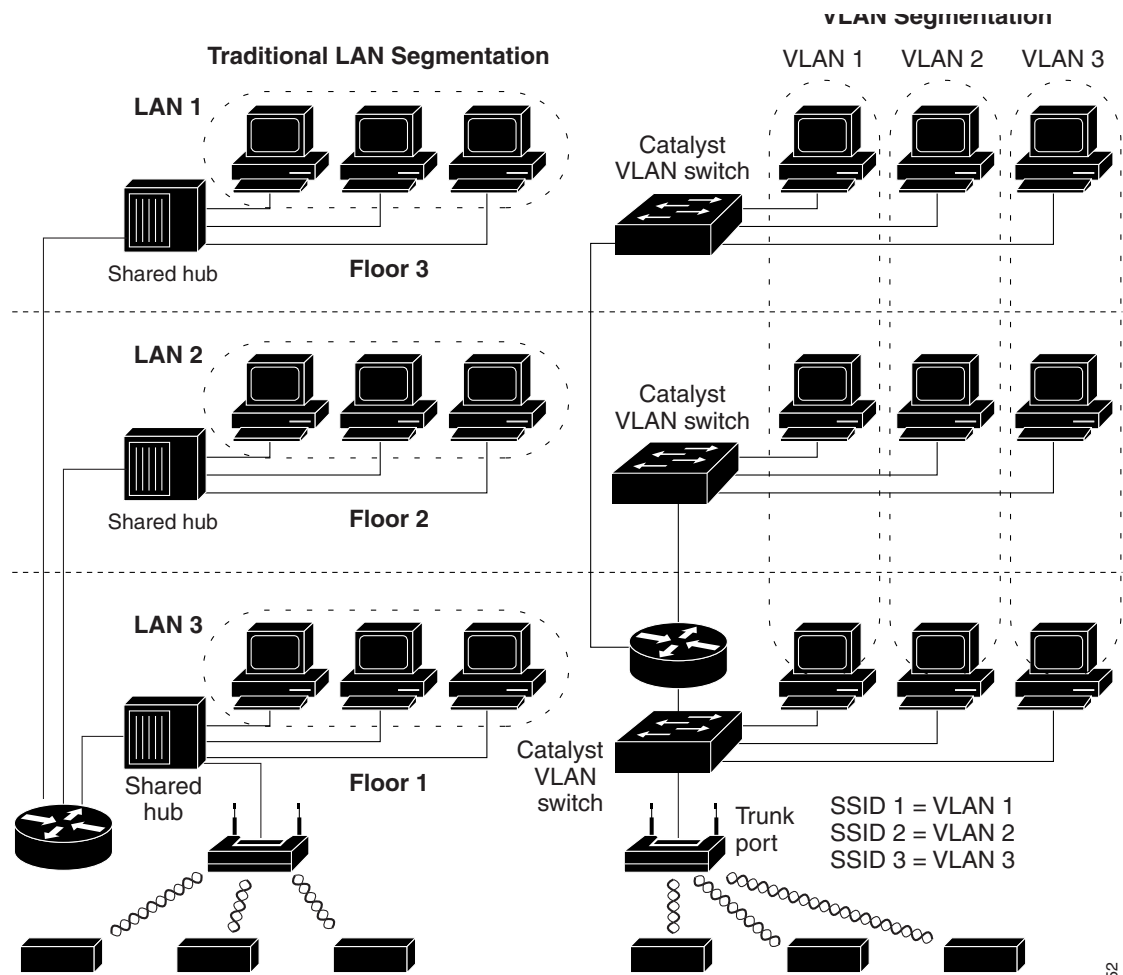 VLAN Segmentation
Traditional LAN Segmentation
VLAN 1
VLAN 2
VLAN 3
LAN 1
Catalyst
VLAN switch
Shared hub
Floor 3
LAN 2
Catalyst
VLAN switch
Shared hub
Floor 2
LAN 3
Catalyst
VLAN
switch
Shared
hub
Floor 1
Trunk
port
SSID 1 = VLAN 1
SSID 2 = VLAN 2
SSID 3 = VLAN 3